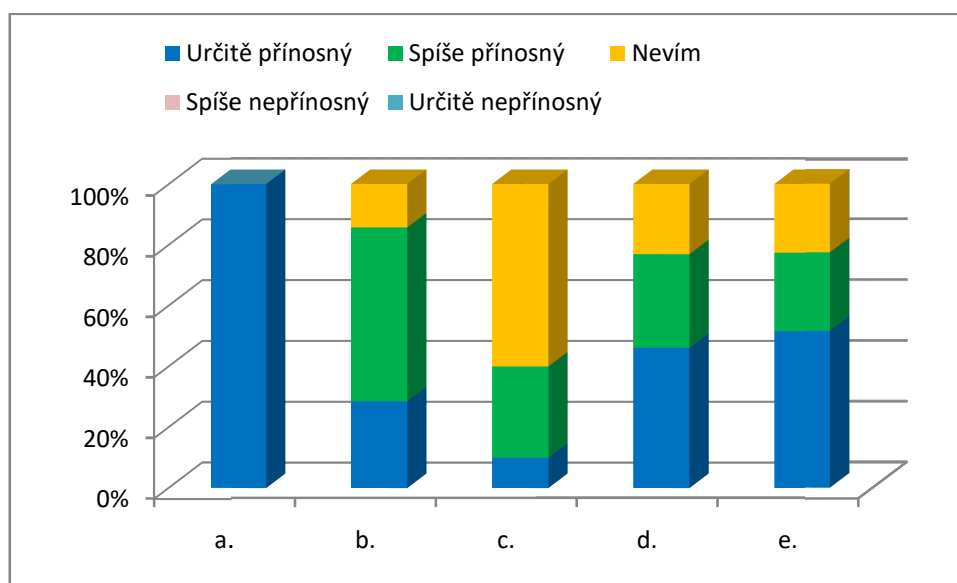 Určitě přínosný Spíše přínosný Nevím
Spíše nepřínosný Určitě nepřínosný
100%
80%
60%
40%
20%
0%
a. b. c. d. e.